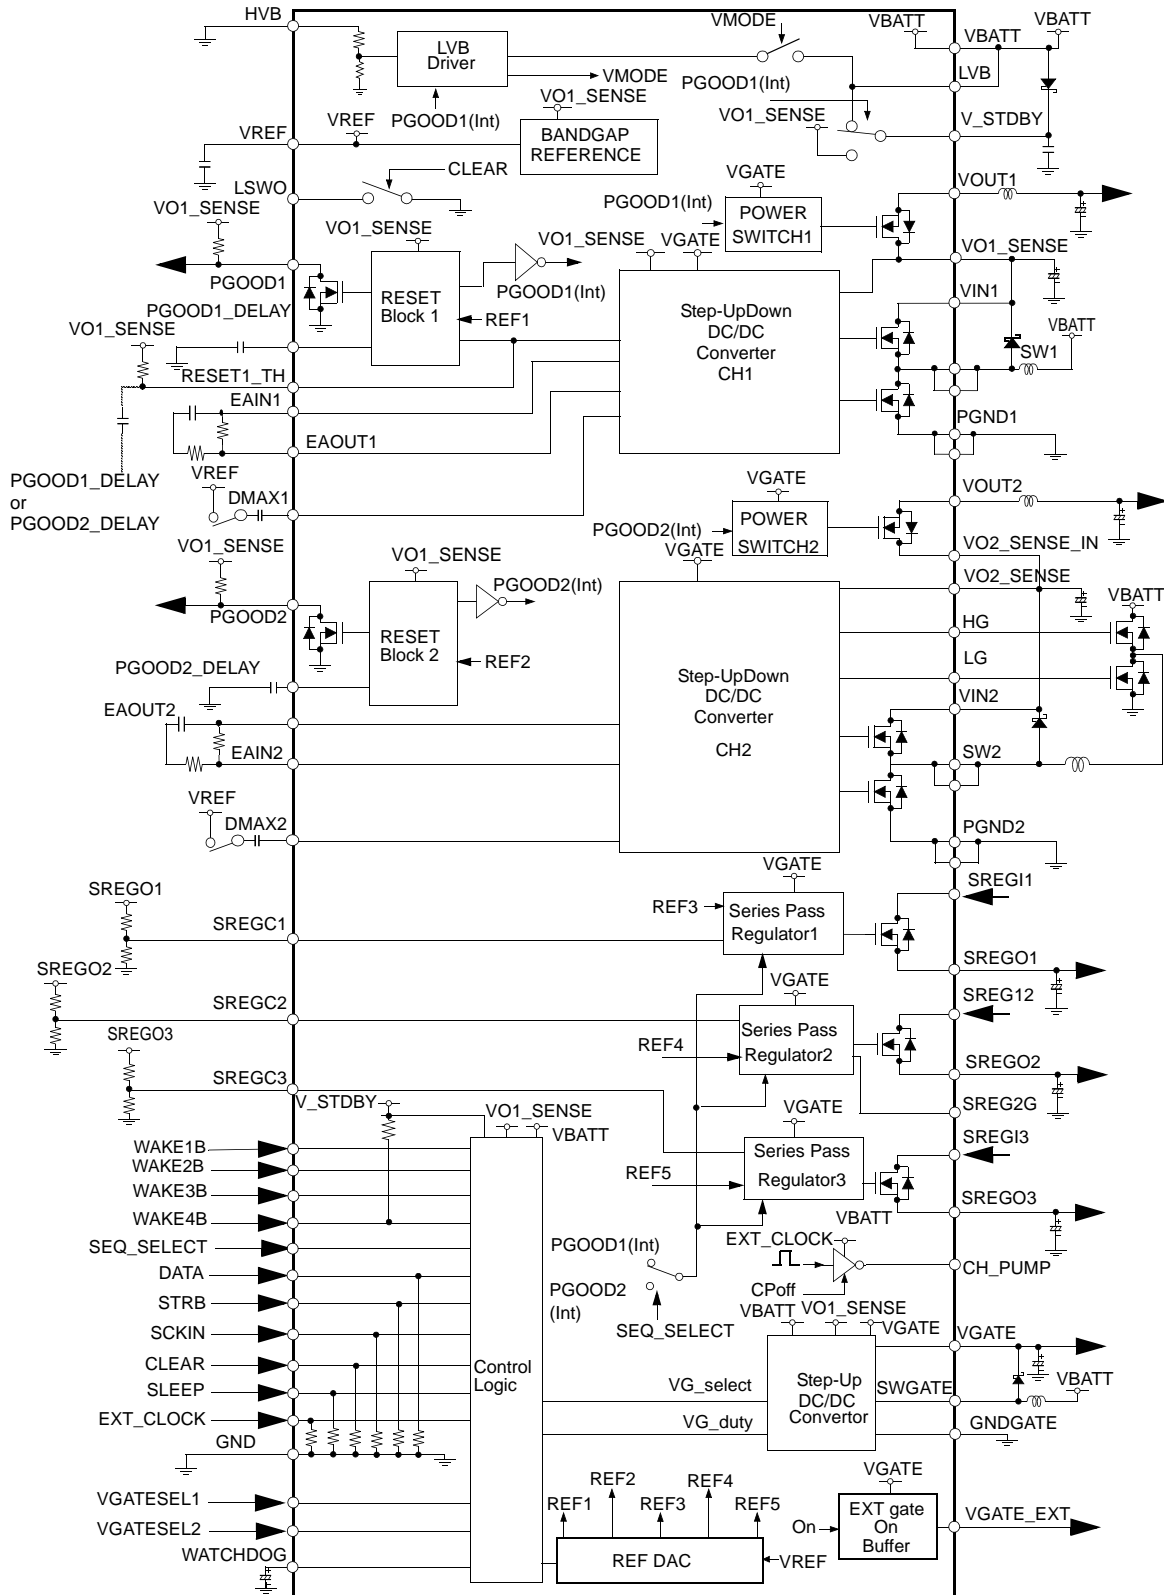 HVB
VMODE
VBATT
VBATT
VBATT
LVB
Driver
VMODE
PGOOD1(Int)
LVB
PGOOD1(Int)
VO1_SENSE
VO1_SENSE
V_STDBY
VREF
VREF
BANDGAP
REFERENCE
CLEAR
LSWO
VGATE
VOUT1
VO1_SENSE
PGOOD1(Int)
POWER
SWITCH1
VO1_SENSE
VO1_SENSE
VGATE
VO1_SENSE
PGOOD1
PGOOD1(Int)
RESET
Block 1
Step-UpDown
DC/DC
Converter
CH1
VIN1
PGOOD1_DELAY
REF1
VBATT
VO1_SENSE
SW1
RESET1_TH
EAIN1
PGND1
EAOUT1
PGOOD1_DELAY
or
PGOOD2_DELAY
VREF
DMAX1
VGATE
VOUT2
PGOOD2(Int)
POWER
SWITCH2
VO1_SENSE
VO1_SENSE
VGATE
VO2_SENSE_IN
PGOOD2(Int)
VO2_SENSE
VBATT
PGOOD2
RESET
Block 2
HG
PGOOD2_DELAY
REF2
LG
Step-UpDown
DC/DC
Converter
CH2
EAOUT2
VIN2
EAIN2
SW2
VREF
DMAX2
PGND2
VGATE
SREGO1
SREGI1
REF3
Series Pass
Regulator1
SREGC1
SREGO1
SREGO2
VGATE
SREGC2
SREG12
SREGO3
REF4
Series Pass
Regulator2
SREGO2
SREGC3
SREG2G
V_STDBY
VO1_SENSE
VBATT
VGATE
SREGI3
WAKE1B
WAKE2B
WAKE3B
WAKE4B
REF5
Series Pass
Regulator3
SREGO3
VBATT
SEQ_SELECT
PGOOD1(Int)
EXT_CLOCK
DATA
PGOOD2
(Int)
CPoff
CH_PUMP
STRB
SEQ_SELECT
VBATT
VO1_SENSE
VGATE
VGATE
SCKIN
CLEAR
Control
Logic
VG_select
Step-Up
DC/DC
Convertor
SWGATE
VBATT
SLEEP
EXT_CLOCK
VG_duty
GNDGATE
GND
VGATE
REF1
REF2
REF3
REF4
REF5
VGATESEL1
EXT gate
On
Buffer
VGATE_EXT
On
VGATESEL2
WATCHDOG
REF DAC
VREF